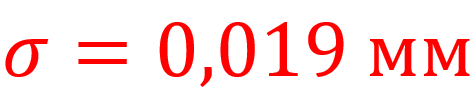 σ = 0,019 мм